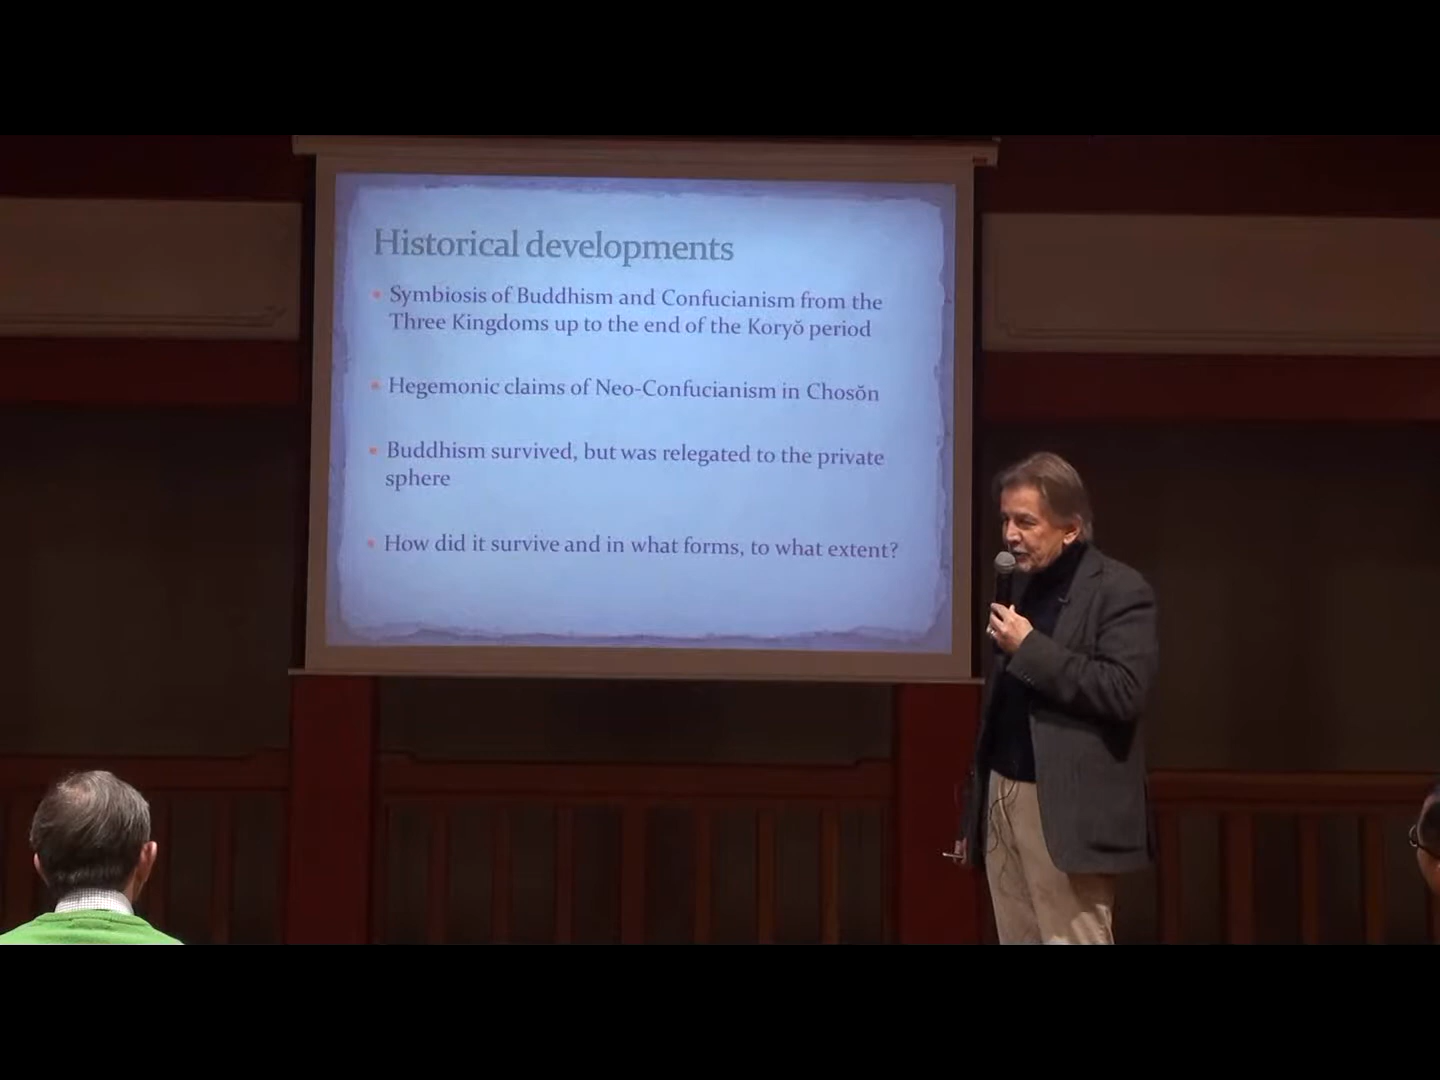 Historical developments
Symbiosis of Buddhism and Confucianism from the
Three Kingdoms up to the end of the Koryŏ period
Hegemonic claims of Neo-Confucianism in Chosŏn
Buddhism survived, but was relegated to the private
sphere
How did it survive and in what forms, to what extent?